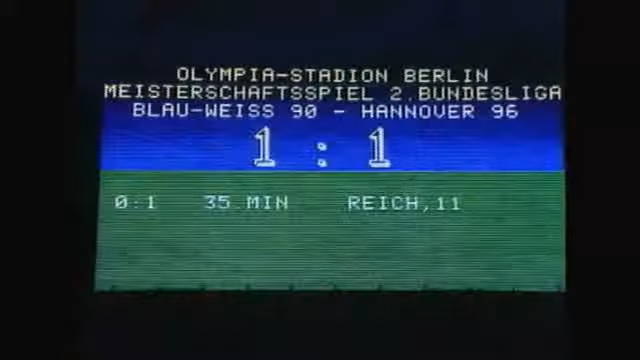 OLYMPIA-STADION BERLIN
MEISTERSCHAFTSSPIEL 2.BUNDESLIGA
BLAU-WEISS 90 - HANNOVER 96
1 : 1
0:1 35 MIN REICH,11